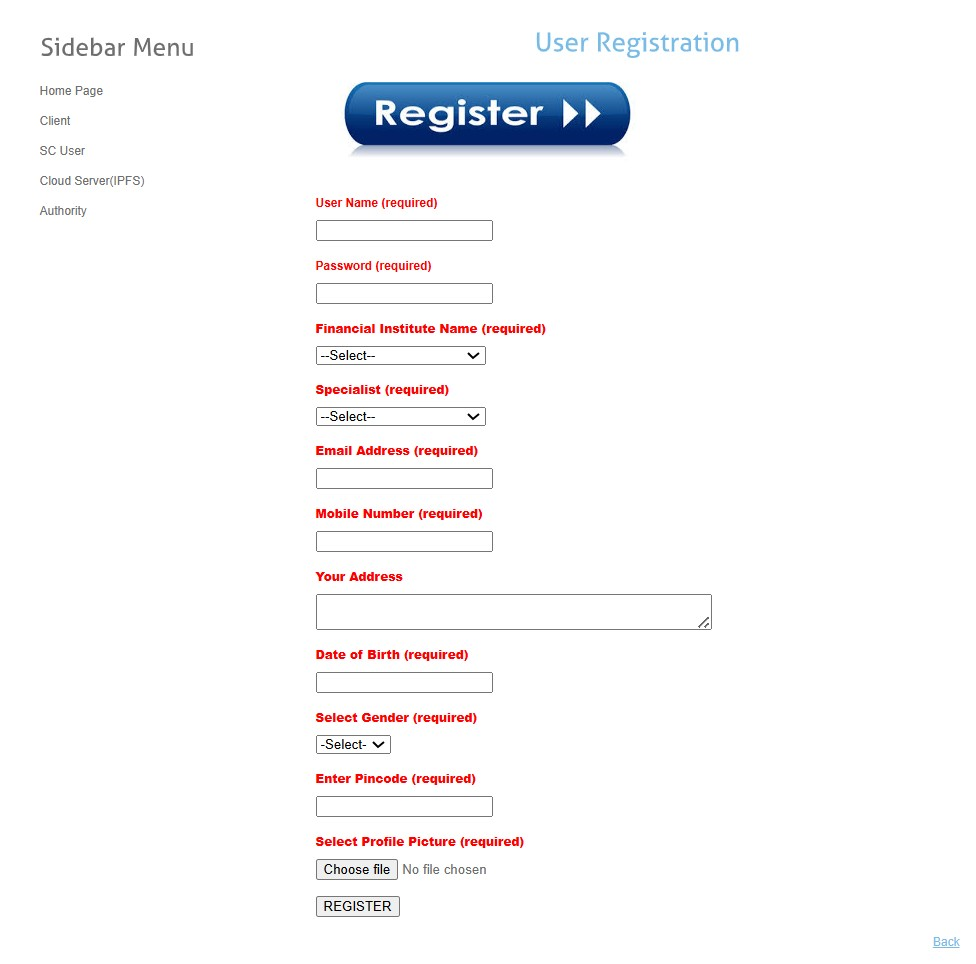 Sidebar Menu
Home Page
Client
SC User
Cloud Server(IPFS)
Authority
User Registration
Register
User Name (required)
Password (required)
Financial Institute Name (required)
--Select--
Specialist (required)
--Select--
Email Address (required)
Mobile Number (required)
Your Address
Date of Birth (required)
Select Gender (required)
-Select-
Enter Pincode (required)
Select Profile Picture (required)
Choose file No file chosen
REGISTER
Back